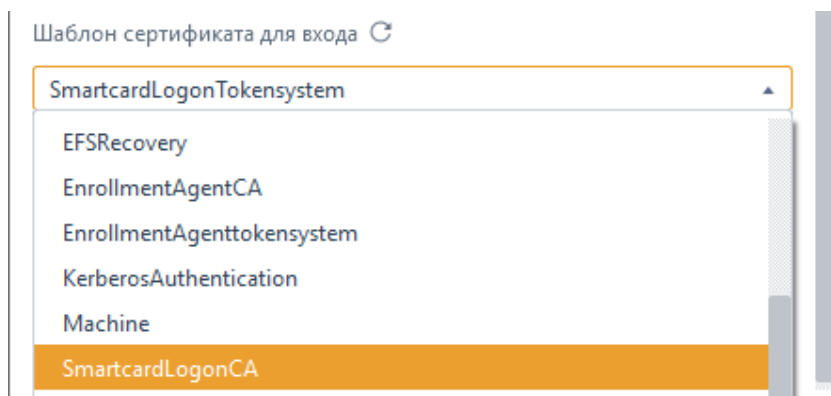 Шаблон сертификата для входа
SmartcardLogonTokensystem
EFSRecovery
EnrollmentAgentCA
EnrollmentAgenttokensystem
KerberosAuthentication
Machine
SmartcardLogonCA